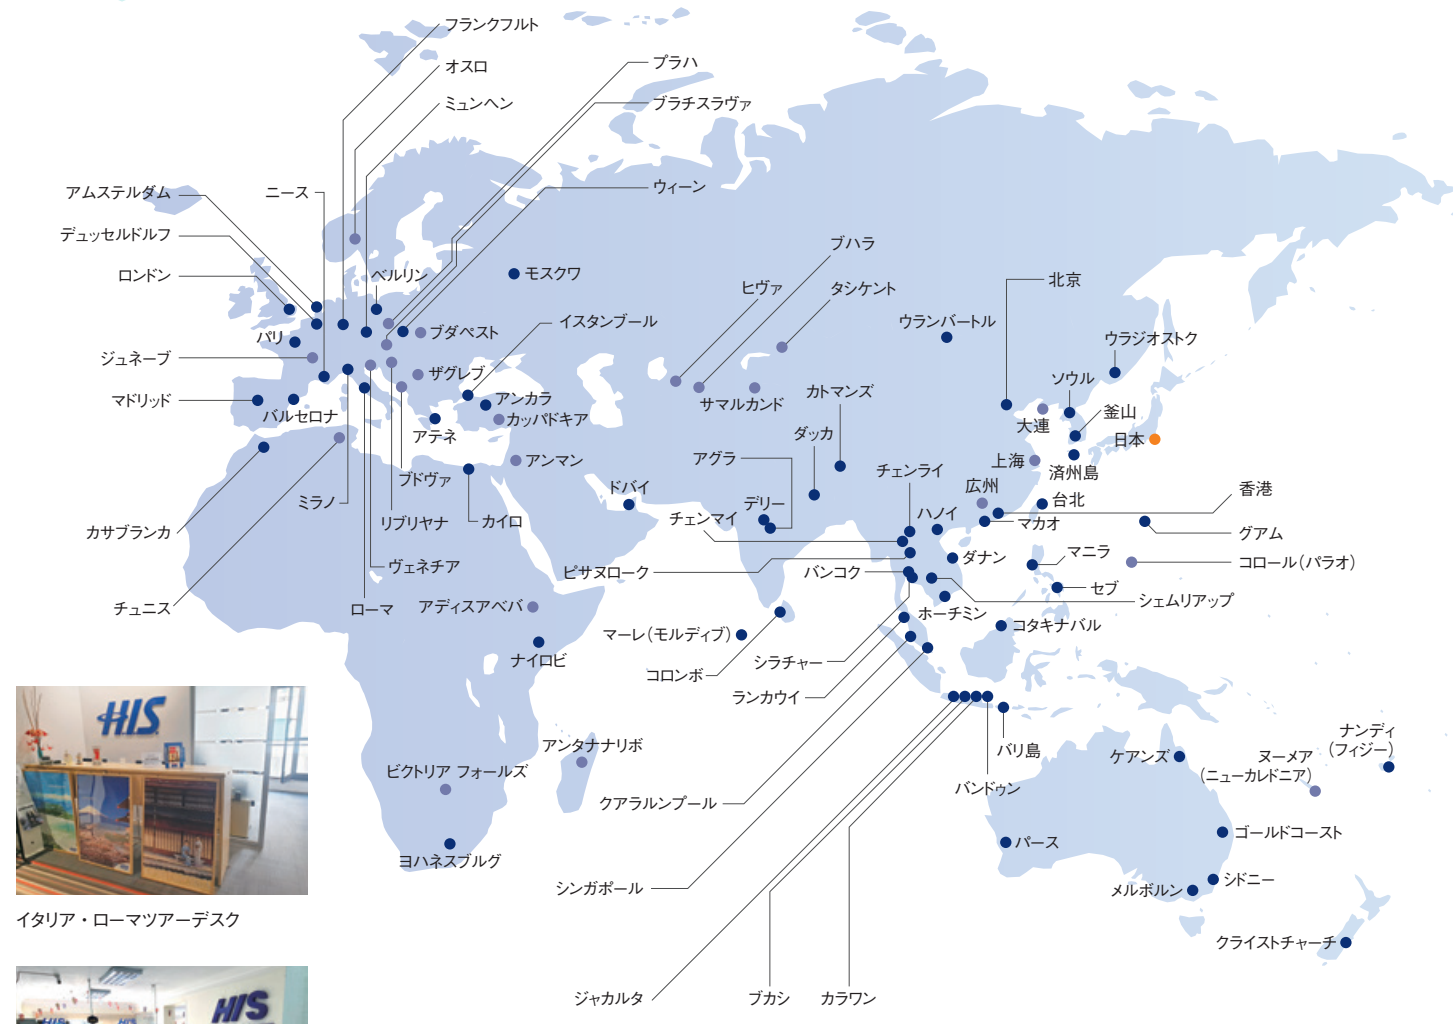 フランクフルト
オスロ
ミュンヘン
プラハ
ブラチスラヴァ
ウィーン
アムステルダム
ニース
デュッセルドルフ
ロンドン
ベルリン
モスクワ
ブハラ
ヒヴァ
タシケント
北京
パリ
ブダペスト
イスタンブール
ウランバートル
ウラジオストク
ジュネーブ
ザグレブ
マドリッド
バルセロナ
アンカラ
カッパドキア
アテネ
サマルカンド
カトマンズ
ソウル
大連
釜山
日本
ダッカ
アンマン
アグラ
チェンライ
上海
済州島
ブドヴァ
ミラノ
リブリヤナ
カイロ
ドバイ
デリー
チェンマイ
ハノイ
広州
台北
香港
マカオ
グアム
カサブランカ
ヴェネチア
ピサヌローク
バンコク
ダナン
マニラ
コロール(パラオ)
チュニス
ローマ
アディスアベバ
ホーチミン
セブ
シェムリアップ
マーレ(モルディブ)
コタキナバル
ナイロビ
コロンボ
シラチャー
ランカウイ
HIS
アンタナナリボ
ビクトリア フォールズ
クアラルンプール
バリ島
バンドゥン
ケアンズ
ヌーメア
(ニューカレドニア)
ナンディ
(フィジー)
ヨハネスブルグ
シンガポール
パース
ゴールドコースト
シドニー
メルボルン
クライストチャーチ
イタリア・ローマツアーデスク
ジャカルタ
ブカシ
カラワン
HIS
HIS
HIS